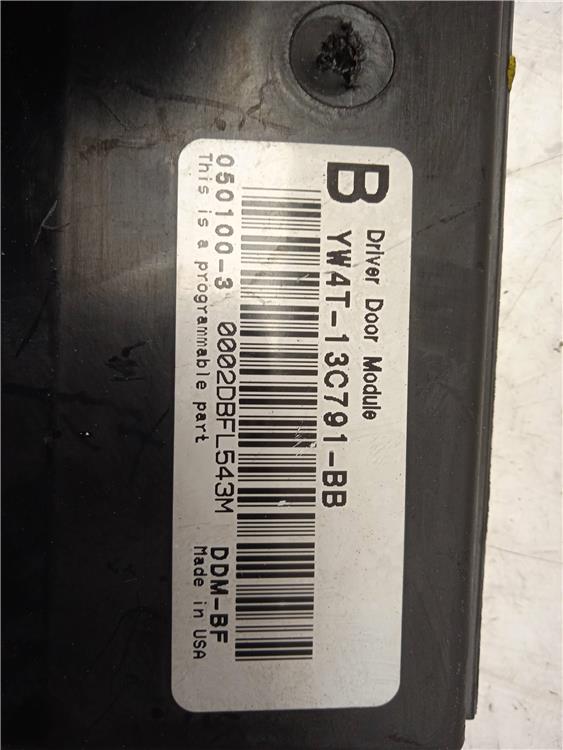 B Driver Door Module
YW4T-13C791-BB
050100-3 0002DBFL543M DDM-BF
This is a programmable part Made in USA